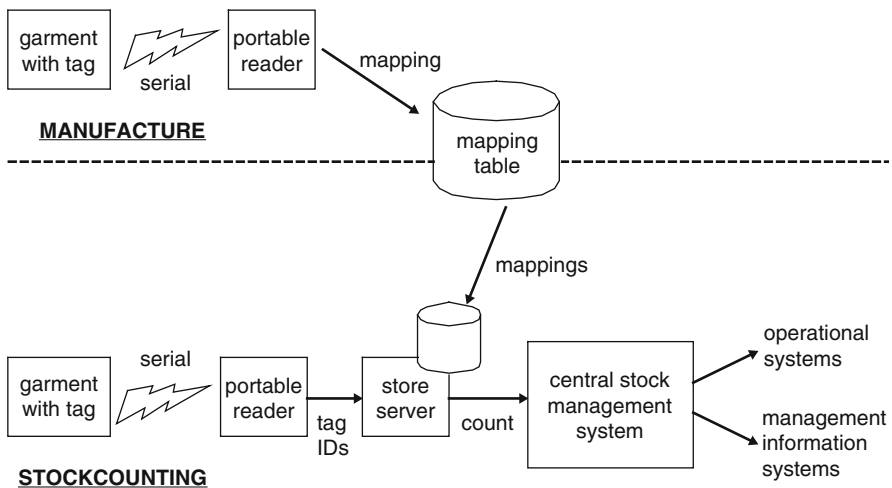 garment
with tag
serial
portable
reader
mapping
MANUFACTURE
mapping
table
mappings
garment
with tag
serial
portable
reader
tag
IDs
store
server
count
central stock
management
system
operational
systems
management
information
systems
STOCKCOUNTING